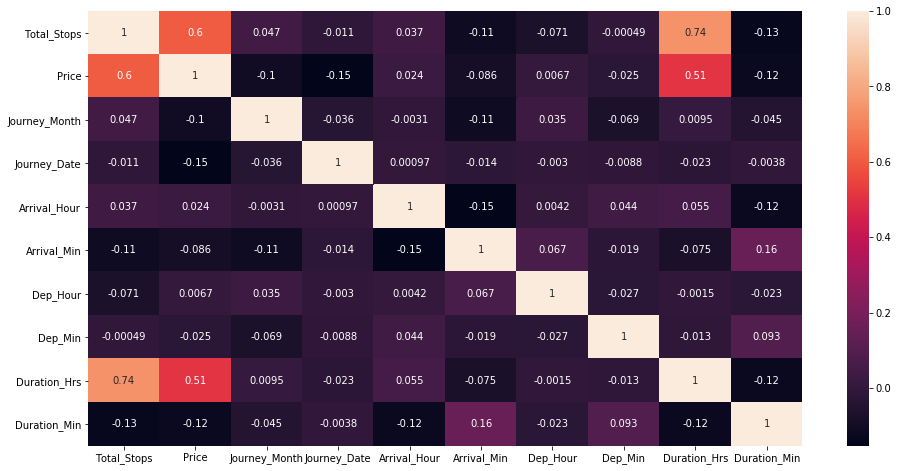 Total_Stops 1 0.6 0.047 -0.011 0.037 -0.11 -0.071 -0.00049 0.74 -0.13
Price 0.6 1 -0.1 -0.15 0.024 -0.086 0.0067 -0.025 0.51 -0.12
Journey_Month 0.047 -0.1 1 -0.036 -0.0031 -0.11 0.035 -0.069 0.0095 -0.045
Journey_Date -0.011 -0.15 -0.036 1 0.00097 -0.014 -0.003 -0.0088 -0.023 -0.0038
Arrival_Hour 0.037 0.024 -0.0031 0.00097 1 -0.15 0.0042 0.044 0.055 -0.12
Arrival_Min -0.11 -0.086 -0.11 -0.014 -0.15 1 0.067 -0.019 -0.075 0.16
Dep_Hour -0.071 0.0067 0.035 -0.003 0.0042 0.067 1 -0.027 -0.0015 -0.023
Dep_Min -0.00049 -0.025 -0.069 -0.0088 0.044 -0.019 -0.027 1 -0.013 0.093
Duration_Hrs 0.74 0.51 0.0095 -0.023 0.055 -0.075 -0.0015 -0.013 1 -0.12
Duration_Min -0.13 -0.12 -0.045 -0.0038 -0.12 0.16 -0.023 0.093 -0.12 1
Total_Stops Price Journey_Month Journey_Date Arrival_Hour Arrival_Min Dep_Hour Dep_Min Duration_Hrs Duration_Min
1.0
0.8
0.6
0.4
0.2
0.0